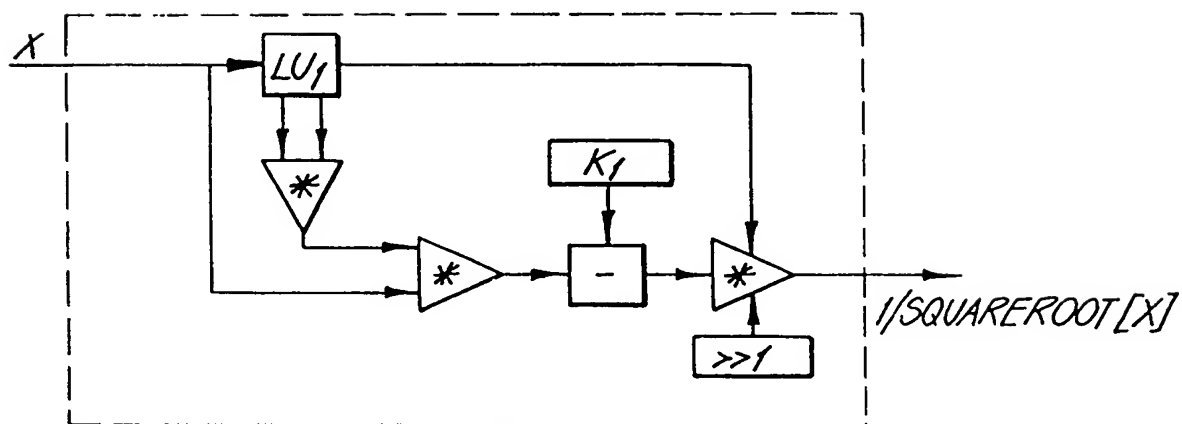 X
LU1
*
K1
*
-
*
1/SQUAREROOT[X]
>>1